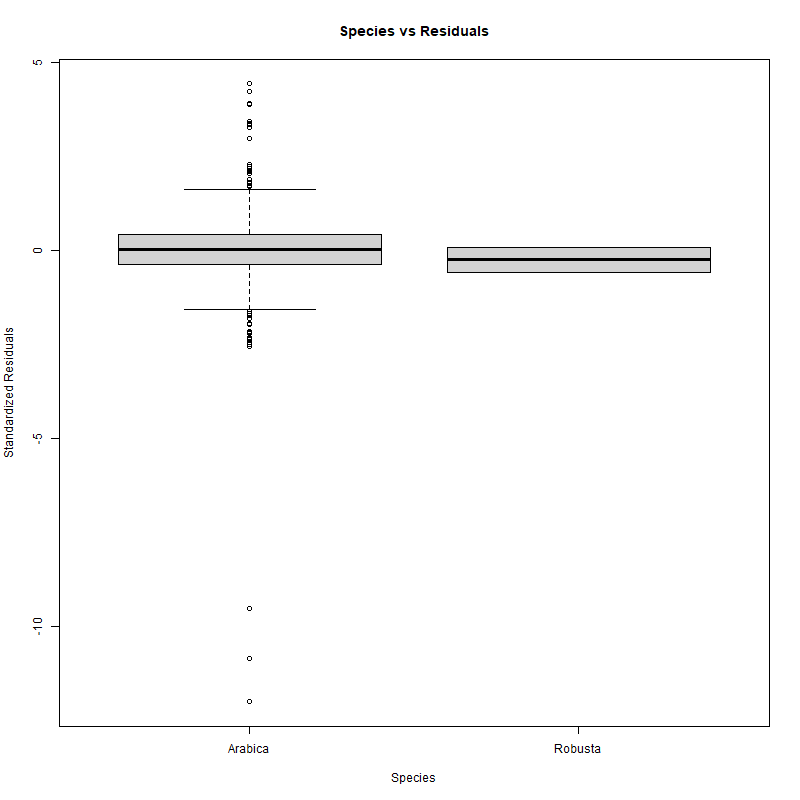 Species vs Residuals
5
0
-5
-10
Standardized Residuals
Arabica
Robusta
Species